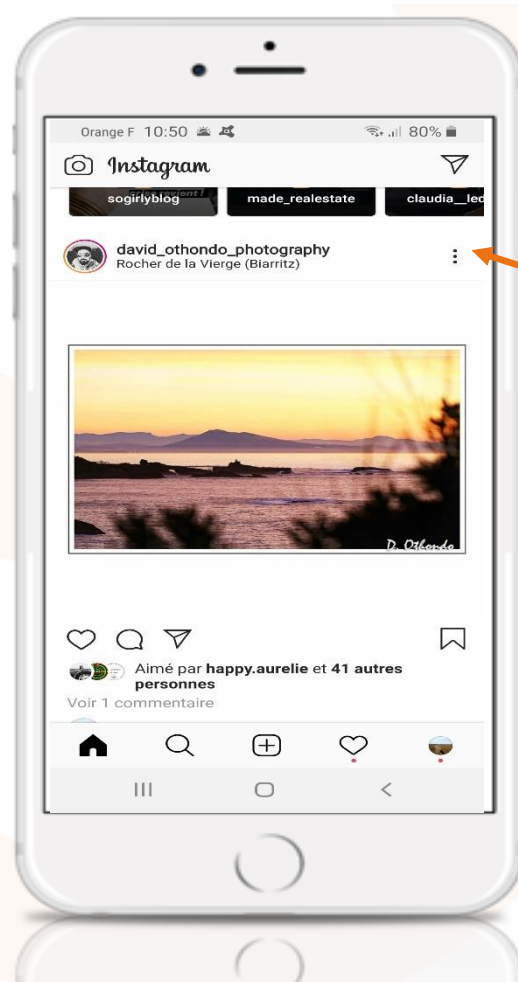 Orange F 10:50 80%
Instagram
sogirlyblog made_realestate claudia__led
david_othondo_photography
Rocher de la Vierge (Biarritz)
D. Othondo
Aimé par happy.aurelie et 41 autres
personnes
Voir 1 commentaire